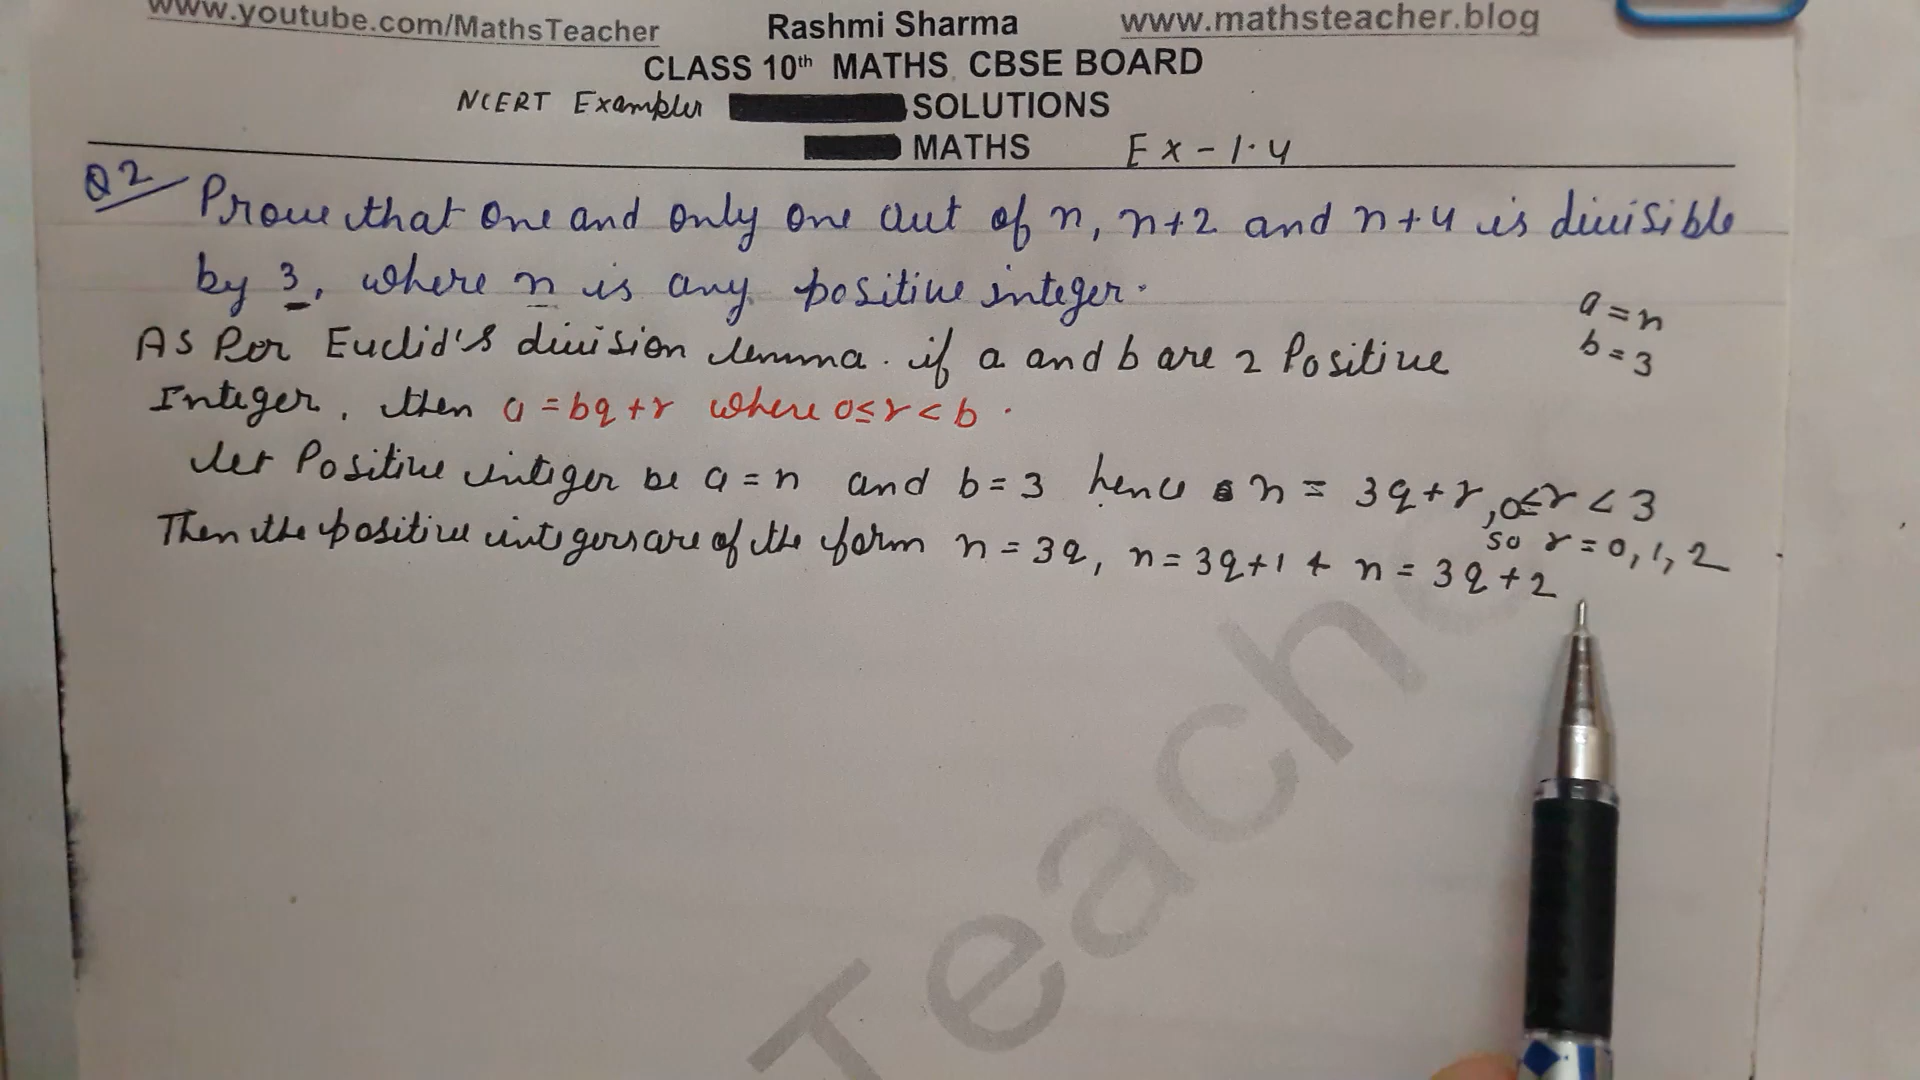 www.youtube.com/MathsTeacher Rashmi Sharma www.mathsteacher.blog
CLASS 10th MATHS CBSE BOARD
NCERT Exampler SOLUTIONS
MATHS Ex-1.4
Q2 Prove that one and only one out of n, n+2 and n+4 is divisible
by 3, where n is any positive integer.
a=n
b=3
As Per Euclid's division lemma. if a and b are 2 Positive
Integer, then a=bq+r where 0≤r<b.
let Positive integer be a=n and b=3 hence n = 3q+r, 0≤r<3
so r=0,1,2
Then the positive integers are of the form n=3q, n=3q+1 + n=3q+2
Teache